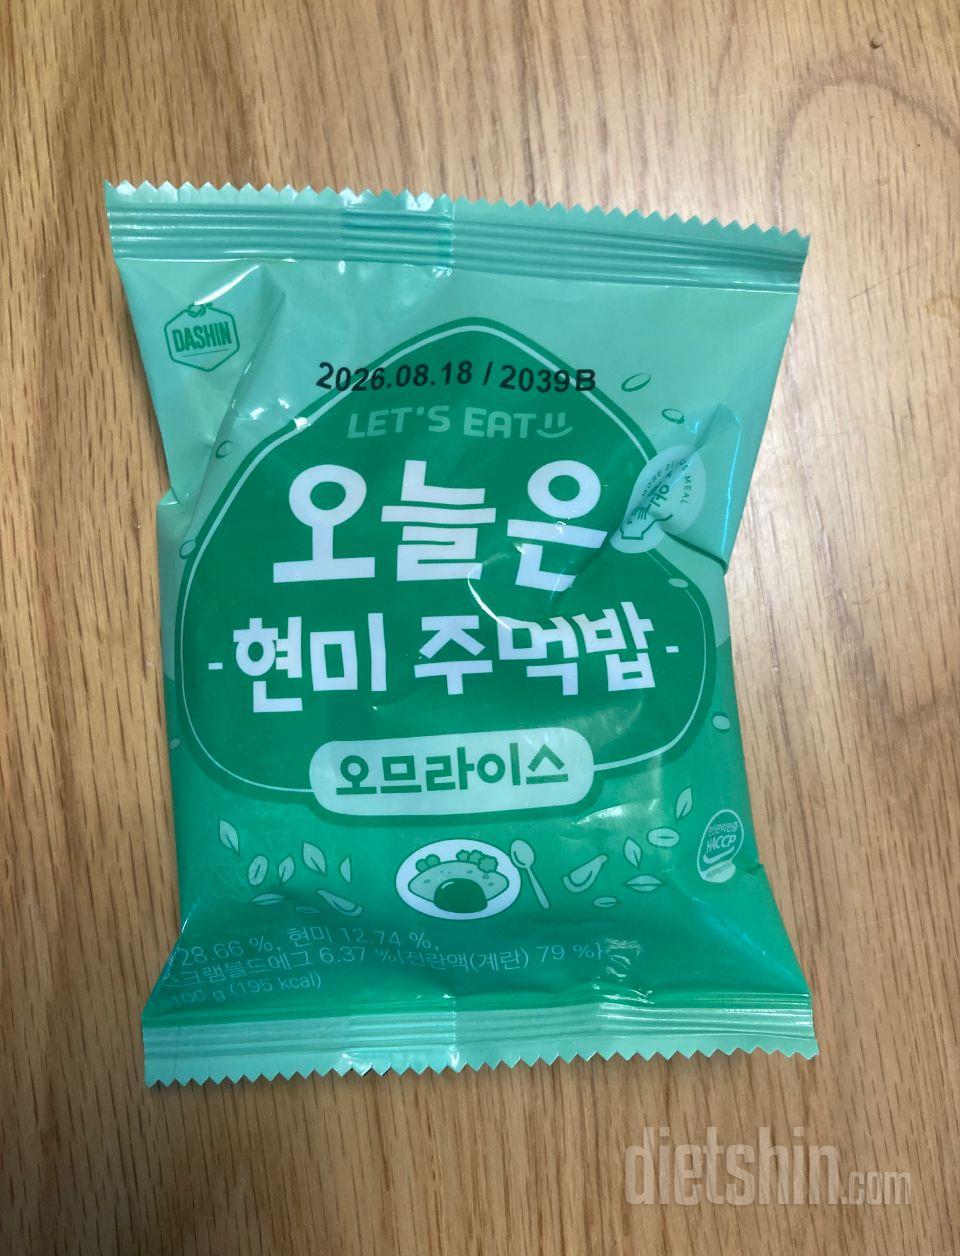 DASHIN
2026.08.18 / 2039B
LET'S EAT
오늘은
-현미 주먹밥-
오므라이스
HACCP
28.66 %, 현미 12.74 %,
스크램블드에그 6.37 %(전란액(계란) 79 %)
100 g (195 kcal)
dietshin.com